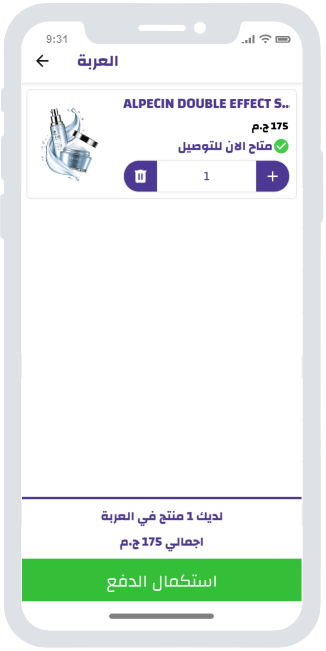 9:31
العربة
ALPECIN DOUBLE EFFECT S...
175 ج.م
متاح الان للتوصيل
1
لديك 1 منتج في العربة
اجمالي 175 ج.م
استكمال الدفع